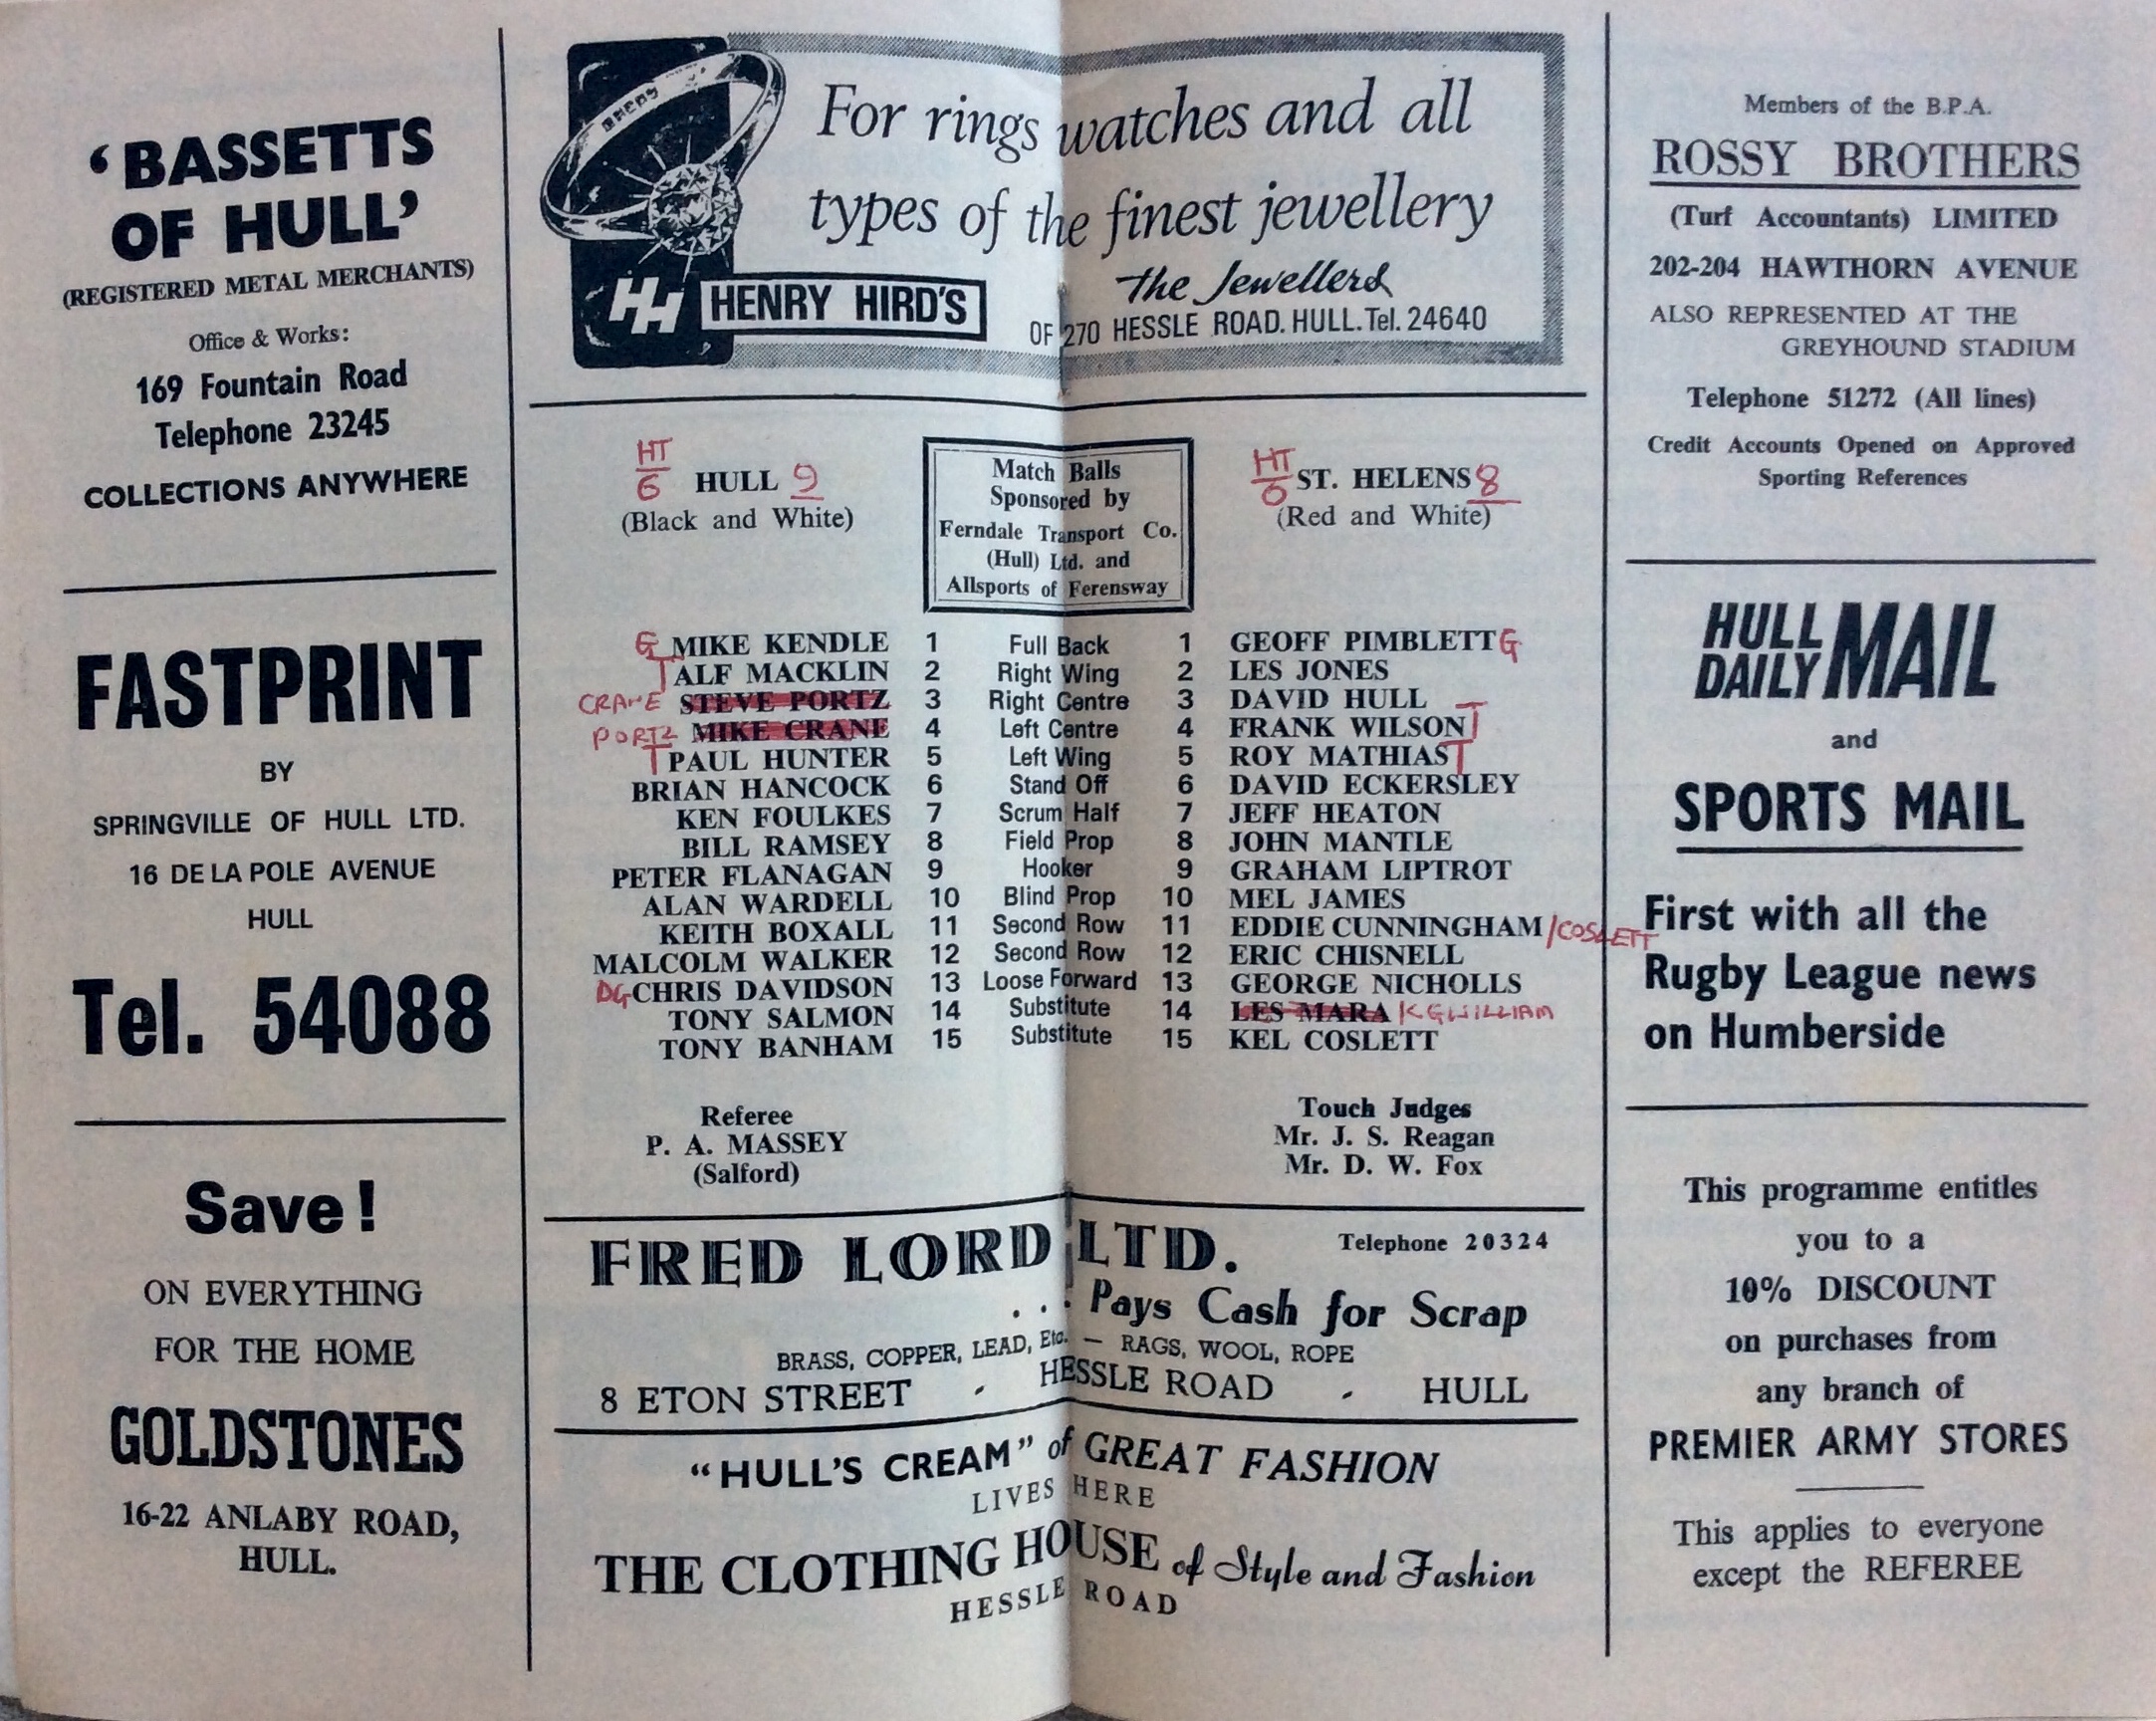 'BASSETTS
OF HULL'
(REGISTERED METAL MERCHANTS)
Office & Works:
169 Fountain Road
Telephone 23245
COLLECTIONS ANYWHERE
FASTPRINT
BY
SPRINGVILLE OF HULL LTD.
16 DE LA POLE AVENUE
HULL
Tel. 54088
Save!
ON EVERYTHING
FOR THE HOME
GOLDSTONES
16-22 ANLABY ROAD,
HULL.
For rings watches and all
types of the finest jewellery
HH HENRY HIRD'S
The Jewellers
OF 270 HESSLE ROAD. HULL. Tel. 24640
HT
6 HULL 9
(Black and White)
Match Balls
Sponsored by
Ferndale Transport Co.
(Hull) Ltd. and
Allsports of Ferensway
HT
6 ST. HELENS 8
(Red and White)
G MIKE KENDLE 1 Full Back 1 GEOFF PIMBLETT G
T ALF MACKLIN 2 Right Wing 2 LES JONES
CRANE STEVE PORTZ 3 Right Centre 3 DAVID HULL
PORTZ MIKE CRANE 4 Left Centre 4 FRANK WILSON T
T PAUL HUNTER 5 Left Wing 5 ROY MATHIAS T
BRIAN HANCOCK 6 Stand Off 6 DAVID ECKERSLEY
KEN FOULKES 7 Scrum Half 7 JEFF HEATON
BILL RAMSEY 8 Field Prop 8 JOHN MANTLE
PETER FLANAGAN 9 Hooker 9 GRAHAM LIPTROT
ALAN WARDELL 10 Blind Prop 10 MEL JAMES
KEITH BOXALL 11 Second Row 11 EDDIE CUNNINGHAM /COSLETT
MALCOLM WALKER 12 Second Row 12 ERIC CHISNELL
DG CHRIS DAVIDSON 13 Loose Forward 13 GEORGE NICHOLLS
TONY SALMON 14 Substitute 14 LES MARA K GWILLIAM
TONY BANHAM 15 Substitute 15 KEL COSLETT
Referee
P. A. MASSEY
(Salford)
Touch Judges
Mr. J. S. Reagan
Mr. D. W. Fox
FRED LORD LTD. Telephone 20324
. . . Pays Cash for Scrap
BRASS, COPPER, LEAD, Etc. — RAGS, WOOL, ROPE
8 ETON STREET - HESSLE ROAD - HULL
"HULL'S CREAM" of GREAT FASHION
LIVES HERE
THE CLOTHING HOUSE of Style and Fashion
HESSLE ROAD
Members of the B.P.A.
ROSSY BROTHERS
(Turf Accountants) LIMITED
202-204 HAWTHORN AVENUE
ALSO REPRESENTED AT THE
GREYHOUND STADIUM
Telephone 51272 (All lines)
Credit Accounts Opened on Approved
Sporting References
HULL DAILY MAIL
and
SPORTS MAIL
First with all the
Rugby League news
on Humberside
This programme entitles
you to a
10% DISCOUNT
on purchases from
any branch of
PREMIER ARMY STORES
This applies to everyone
except the REFEREE